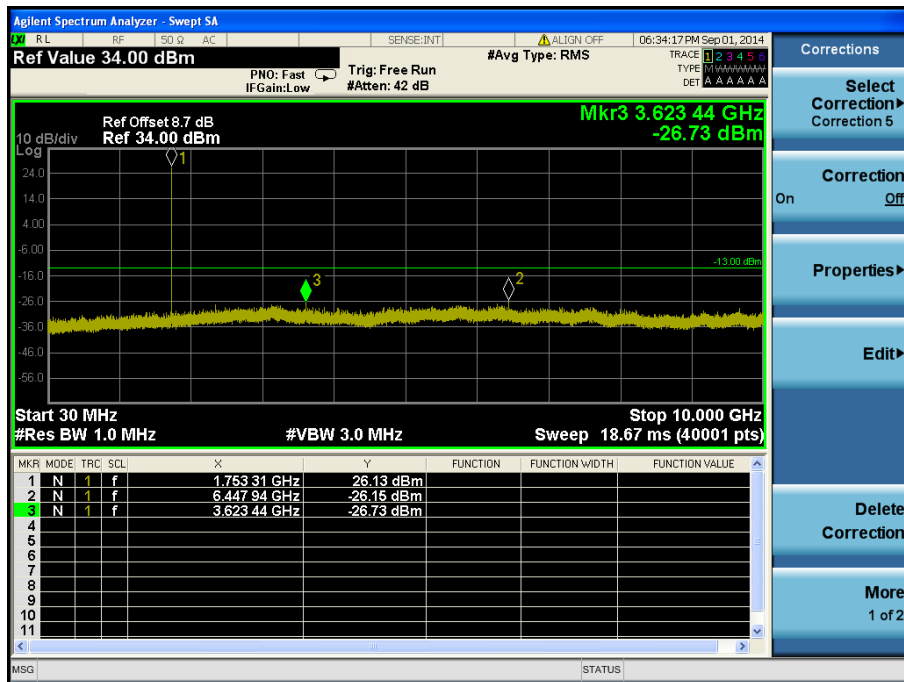 Agilent Spectrum Analyzer - Swept SA
LXI RL RF 50 Ω AC SENSE:INT ALIGN OFF 06:34:17 PM Sep 01, 2014
Ref Value 34.00 dBm
PNO: Fast
IFGain:Low
Trig: Free Run
#Atten: 42 dB
#Avg Type: RMS
TRACE 1 2 3 4 5 6
TYPE M WWWWW
DET A A A A A A
Mkr3 3.623 44 GHz
-26.73 dBm
Ref Offset 8.7 dB
Ref 34.00 dBm
10 dB/div
Log
24.0
14.0
4.00
-6.00
-16.0
-26.0
-36.0
-46.0
-56.0
1
2
3
-13.00 dBm
Start 30 MHz
Stop 10.000 GHz
#Res BW 1.0 MHz
#VBW 3.0 MHz
Sweep 18.67 ms (40001 pts)
MKR MODE TRC SCL X Y FUNCTION FUNCTION WIDTH FUNCTION VALUE
1 N 1 f 1.753 31 GHz 26.13 dBm
2 N 1 f 6.447 94 GHz -26.15 dBm
3 N 1 f 3.623 44 GHz -26.73 dBm
4
5
6
7
8
9
10
11
MSG
STATUS
Corrections
Select
Correction
Correction 5
Correction
On Off
Properties
Edit
Delete
Correction
More
1 of 2